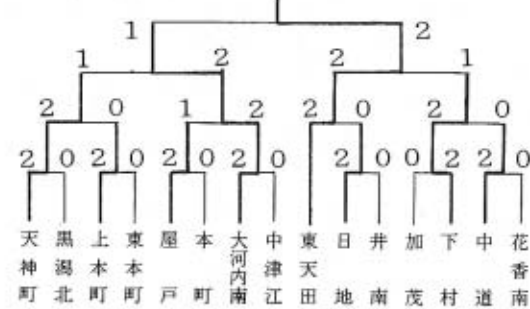 1 2
1 2 2 1
2 0 1 2 2 0 2 0
2 0 2 0 2 0 2 0 2 0 0 2 2 0
天神町
黒潟北
上本町
東本町
屋戸
本町
大河内南
中津江
東天田
日地
井南
加茂
下村
中道
花香南